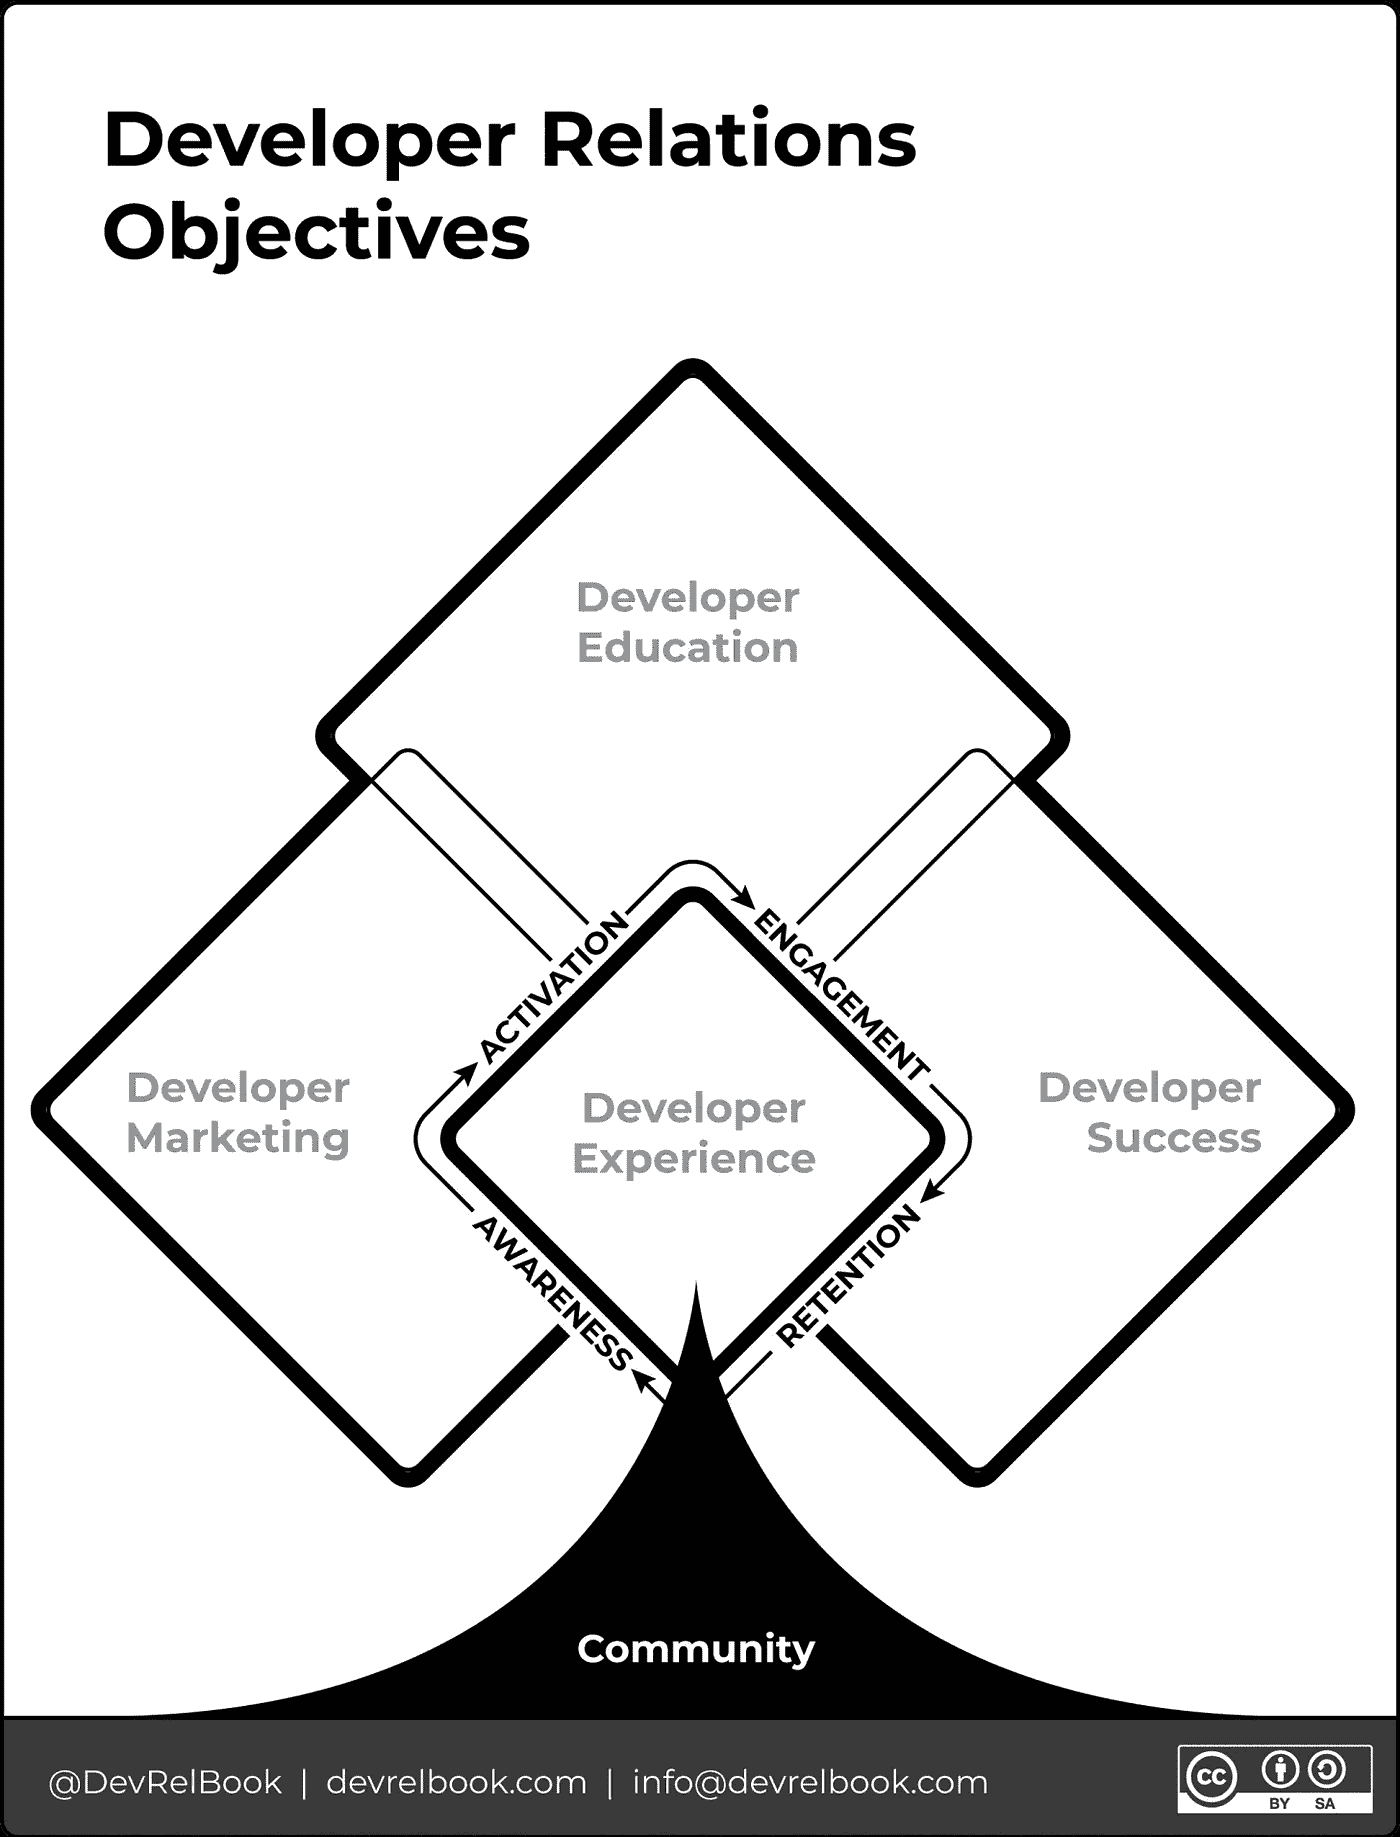 Developer Relations
Objectives
Developer
Education
ACTIVATION
ENGAGEMENT
Developer
Marketing
Developer
Experience
Developer
Success
AWARENESS
RETENTION
Community
@DevRelBook | devrelbook.com | info@devrelbook.com
cc
BY SA